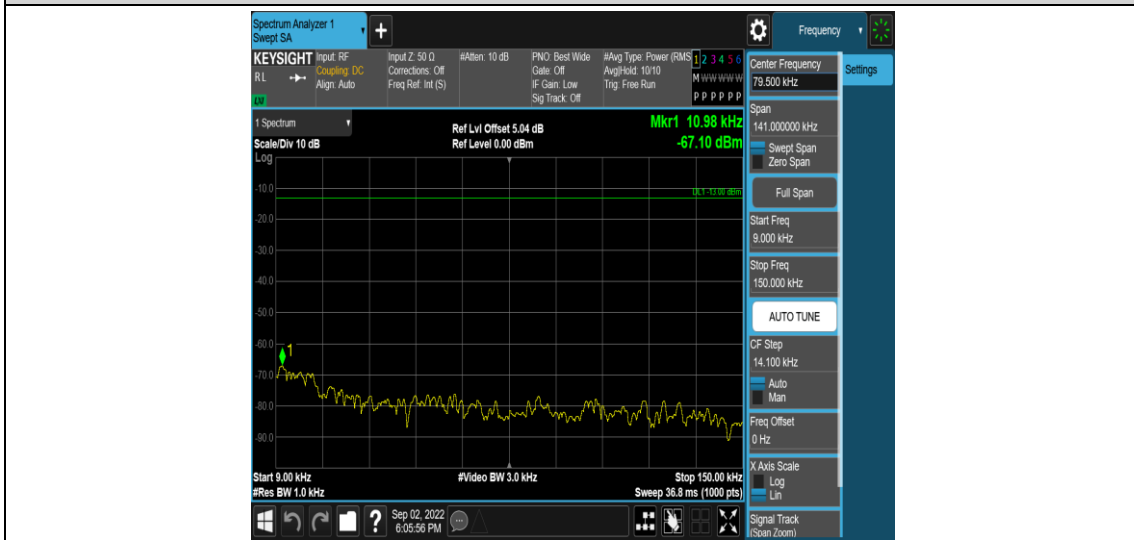 Spectrum Analyzer 1
Swept SA
+
Frequency
KEYSIGHT
RL
LXI
Input: RF
Coupling: DC
Align: Auto
Input Z: 50 Ω
Corrections: Off
Freq Ref: Int (S)
#Atten: 10 dB
PNO: Best Wide
Gate: Off
IF Gain: Low
Sig Track: Off
#Avg Type: Power (RMS
Avg|Hold: 10/10
Trig: Free Run
1 2 3 4 5 6
M W W W W W
P P P P P P
1 Spectrum
Scale/Div 10 dB
Log
Ref Lvl Offset 5.04 dB
Ref Level 0.00 dBm
Mkr1 10.98 kHz
-67.10 dBm
DL1 -13.00 dBm
-10.0
-20.0
-30.0
-40.0
-50.0
-60.0
1
-70.0
-80.0
-90.0
Start 9.00 kHz
#Res BW 1.0 kHz
#Video BW 3.0 kHz
Stop 150.00 kHz
Sweep 36.8 ms (1000 pts)
Center Frequency
79.500 kHz
Settings
Span
141.000000 kHz
Swept Span
Zero Span
Full Span
Start Freq
9.000 kHz
Stop Freq
150.000 kHz
AUTO TUNE
CF Step
14.100 kHz
Auto
Man
Freq Offset
0 Hz
X Axis Scale
Log
Lin
Signal Track
(Span Zoom)
?
Sep 02, 2022
6:05:56 PM